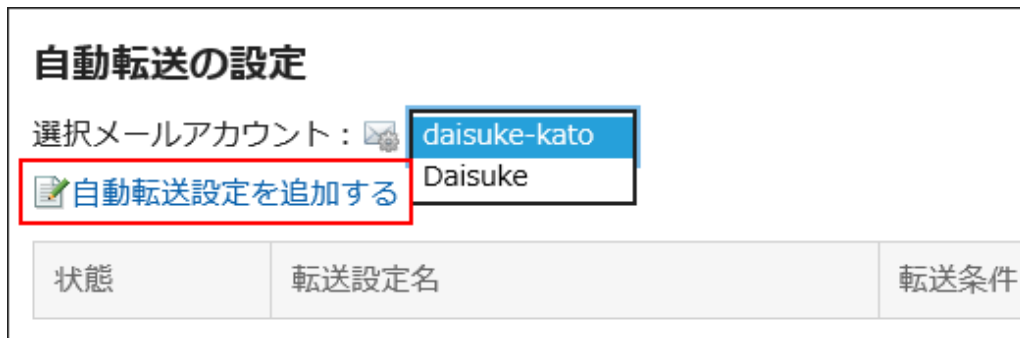 自動転送の設定
選択メールアカウント： daisuke-kato
Daisuke
自動転送設定を追加する
状態 転送設定名 転送条件